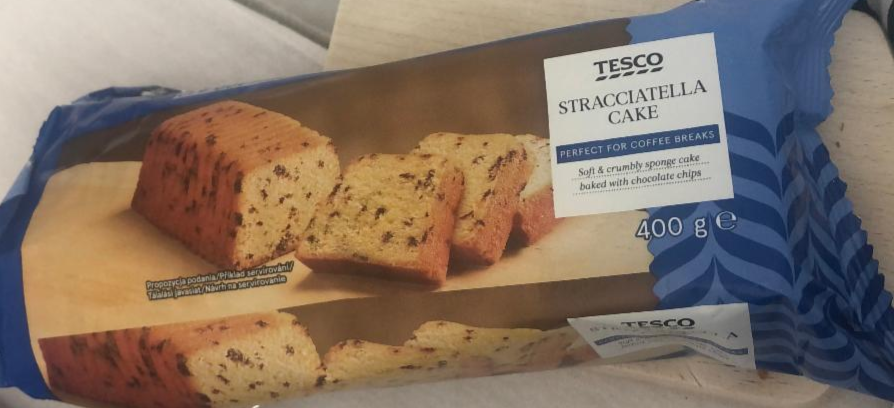 TESCO
STRACCIATELLA
CAKE
PERFECT FOR COFFEE BREAKS
Soft & crumbly sponge cake
baked with chocolate chips
400 g e
Propozycja podania/Příklad servírování/
Tálalási javaslat/Návrh na servírovanie
TESCO